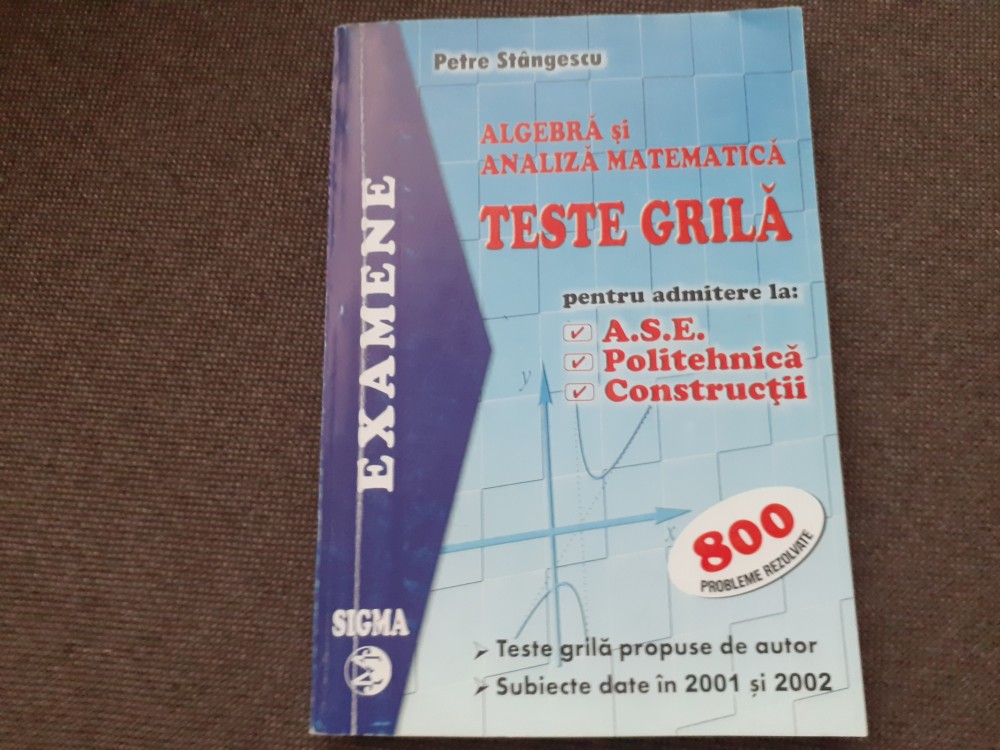 Petre Stângescu
ALGEBRĂ și
ANALIZĂ MATEMATICĂ
TESTE GRILĂ
pentru admitere la:
A.S.E.
Politehnică
Construcţii
EXAMENE
y
x
800
PROBLEME REZOLVATE
SIGMA
Teste grilă propuse de autor
Subiecte date în 2001 și 2002